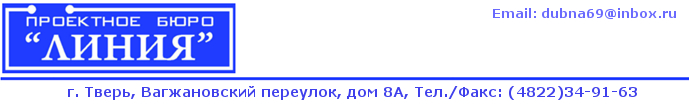 ПРОЕКТНОЕ БЮРО
“ЛИНИЯ”
Email: dubna69@inbox.ru
г. Тверь, Вагжановский переулок, дом 8А, Тел./Факс: (4822)34-91-63